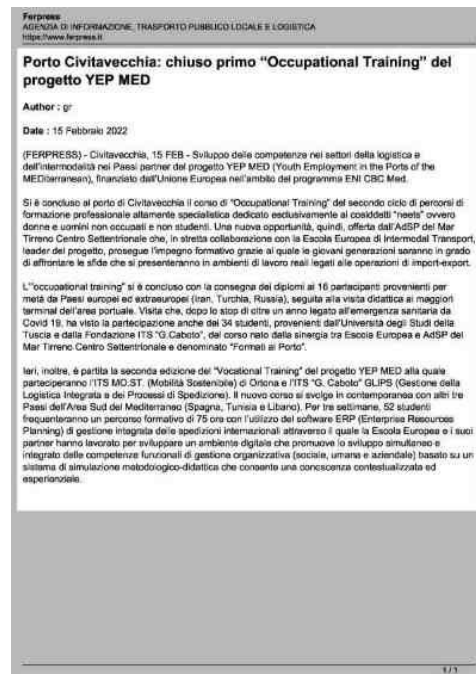 Ferpress
AGENZIA DI INFORMAZIONE, TRASPORTO PUBBLICO LOCALE E LOGISTICA
https://www.ferpress.it
Porto Civitavecchia: chiuso primo “Occupational Training” del
progetto YEP MED
Author : gr
Date : 15 Febbraio 2022
(FERPRESS) - Civitavecchia, 15 FEB - Sviluppo delle competenze nei settori della logistica e
dell'intermodalità nei Paesi partner del progetto YEP MED (Youth Employment in the Ports of the
MEDiterranean), finanziato dall'Unione Europea nell'ambito del programma ENI CBC Med.
Si è concluso al porto di Civitavecchia il corso di “Occupational Training” del secondo ciclo di percorsi di
formazione professionale altamente specialistica dedicato esclusivamente ai cosiddetti “neets” ovvero
donne e uomini non occupati e non studenti. Una nuova opportunità, quindi, offerta dall'AdSP del Mar
Tirreno Centro Settentrionale che, in stretta collaborazione con la Escola Europea di Intermodal Transport,
leader del progetto, prosegue l'impegno formativo grazie al quale le giovani generazioni saranno in grado
di affrontare le sfide che si presenteranno in ambienti di lavoro reali legati alle operazioni di import-export.
L'“occupational training” si è concluso con la consegna dei diplomi ai 16 partecipanti provenienti per
metà da Paesi europei ed extraeuropei (Iran, Turchia, Russia), seguita alla visita didattica ai maggiori
terminal dell'area portuale. Visita che, dopo lo stop di oltre un anno legato all'emergenza sanitaria da
Covid 19, ha visto la partecipazione anche dei 34 studenti, provenienti dall'Università degli Studi della
Tuscia e dalla Fondazione ITS “G.Caboto”, del corso nato dalla sinergia tra Escola Europea e AdSP del
Mar Tirreno Centro Settentrionale e denominato “Formati al Porto”.
Ieri, inoltre, è partita la seconda edizione del “Vocational Training” del progetto YEP MED alla quale
parteciperanno l'ITS MO.ST. (Mobilità Sostenibile) di Ortona e l'ITS “G. Caboto” GLIPS (Gestione della
Logistica Integrata e dei Processi di Spedizione). Il nuovo corso si svolge in contemporanea con altri tre
Paesi dell'Area Sud del Mediterraneo (Spagna, Tunisia e Libano). Per tre settimane, 52 studenti
frequenteranno un percorso formativo di 75 ore con l'utilizzo del software ERP (Enterprise Resources
Planning) di gestione integrata delle spedizioni internazionali attraverso il quale la Escola Europea e i suoi
partner hanno lavorato per sviluppare un ambiente digitale che promuove lo sviluppo simultaneo e
integrato delle competenze funzionali di gestione organizzativa (sociale, umana e aziendale) basato su un
sistema di simulazione metodologico-didattica che consente una conoscenza contestualizzata ed
esperienziale.
1 / 1